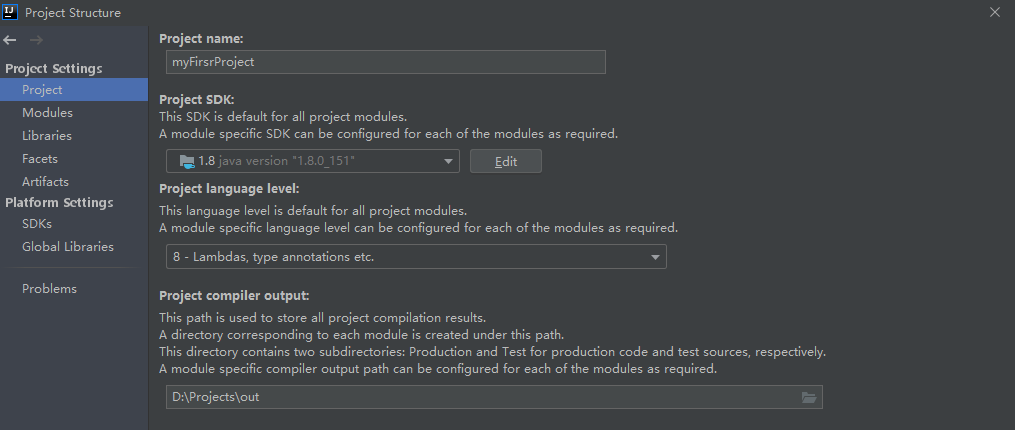 IJ Project Structure
Project Settings
Project
Modules
Libraries
Facets
Artifacts
Platform Settings
SDKs
Global Libraries
Problems
Project name:
myFirsrProject
Project SDK:
This SDK is default for all project modules.
A module specific SDK can be configured for each of the modules as required.
1.8 java version "1.8.0_151"
Edit
Project language level:
This language level is default for all project modules.
A module specific language level can be configured for each of the modules as required.
8 - Lambdas, type annotations etc.
Project compiler output:
This path is used to store all project compilation results.
A directory corresponding to each module is created under this path.
This directory contains two subdirectories: Production and Test for production code and test sources, respectively.
A module specific compiler output path can be configured for each of the modules as required.
D:\Projects\out